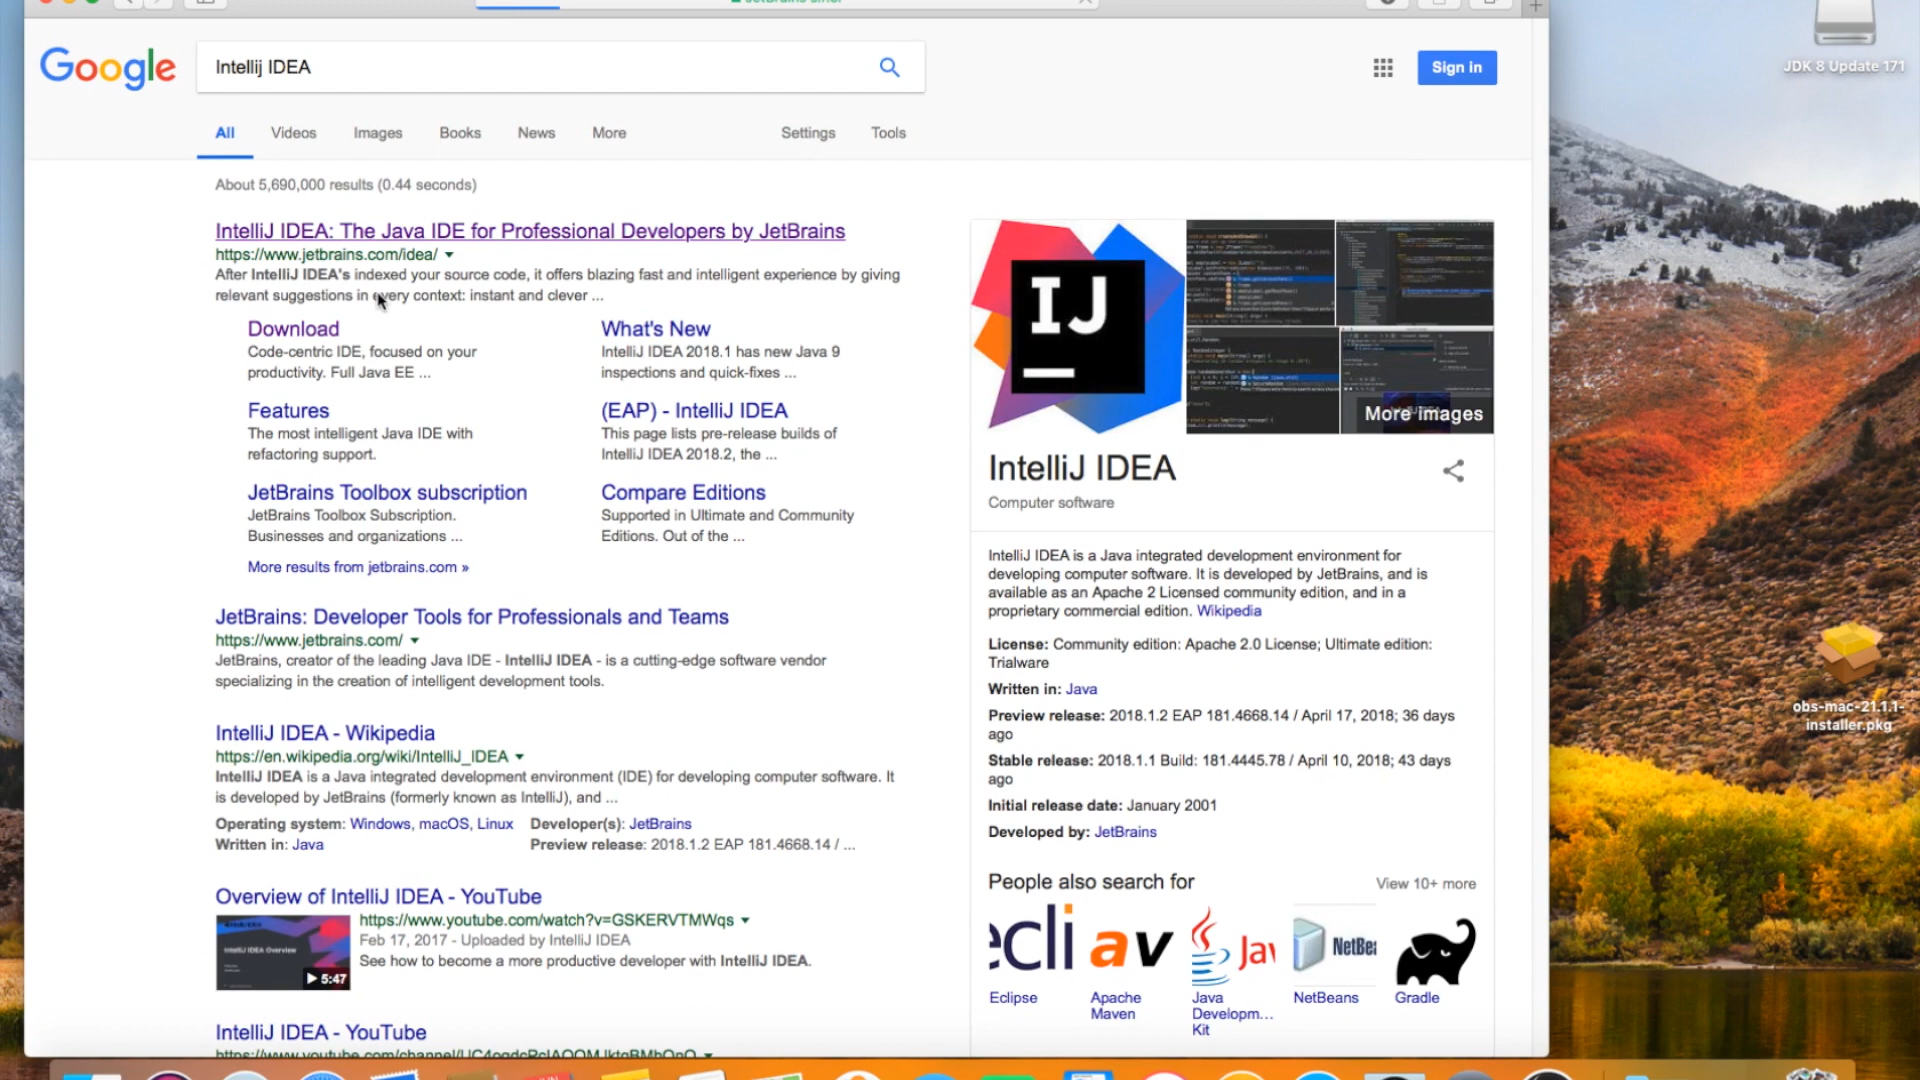 Google
Intellij IDEA
Sign in
All
Videos
Images
Books
News
More
Settings
Tools
About 5,690,000 results (0.44 seconds)
IntelliJ IDEA: The Java IDE for Professional Developers by JetBrains
https://www.jetbrains.com/idea/
After IntelliJ IDEA's indexed your source code, it offers blazing fast and intelligent experience by giving
relevant suggestions in every context: instant and clever ...
Download
Code-centric IDE, focused on your
productivity. Full Java EE ...
What's New
IntelliJ IDEA 2018.1 has new Java 9
inspections and quick-fixes ...
Features
The most intelligent Java IDE with
refactoring support.
(EAP) - IntelliJ IDEA
This page lists pre-release builds of
IntelliJ IDEA 2018.2, the ...
JetBrains Toolbox subscription
JetBrains Toolbox Subscription.
Businesses and organizations ...
Compare Editions
Supported in Ultimate and Community
Editions. Out of the ...
More results from jetbrains.com »
JetBrains: Developer Tools for Professionals and Teams
https://www.jetbrains.com/
JetBrains, creator of the leading Java IDE - IntelliJ IDEA - is a cutting-edge software vendor
specializing in the creation of intelligent development tools.
IntelliJ IDEA - Wikipedia
https://en.wikipedia.org/wiki/IntelliJ_IDEA
IntelliJ IDEA is a Java integrated development environment (IDE) for developing computer software. It
is developed by JetBrains (formerly known as IntelliJ), and ...
Operating system: Windows, macOS, Linux Developer(s): JetBrains
Written in: Java Preview release: 2018.1.2 EAP 181.4668.14 / ...
Overview of IntelliJ IDEA - YouTube
https://www.youtube.com/watch?v=GSKERVTMWqs
Feb 17, 2017 - Uploaded by IntelliJ IDEA
See how to become a more productive developer with IntelliJ IDEA.
IntelliJ IDEA Overview
5:47
IntelliJ IDEA - YouTube
IJ
More images
IntelliJ IDEA
Computer software
IntelliJ IDEA is a Java integrated development environment for
developing computer software. It is developed by JetBrains, and is
available as an Apache 2 Licensed community edition, and in a
proprietary commercial edition. Wikipedia
License: Community edition: Apache 2.0 License; Ultimate edition:
Trialware
Written in: Java
Preview release: 2018.1.2 EAP 181.4668.14 / April 17, 2018; 36 days
ago
Stable release: 2018.1.1 Build: 181.4445.78 / April 10, 2018; 43 days
ago
Initial release date: January 2001
Developed by: JetBrains
People also search for
View 10+ more
ecli
av
Jav
NetBea
Eclipse
Apache
Maven
Java
Developm...
Kit
NetBeans
Gradle
JDK 8 Update 171
obs-mac-21.1.1-
installer.pkg